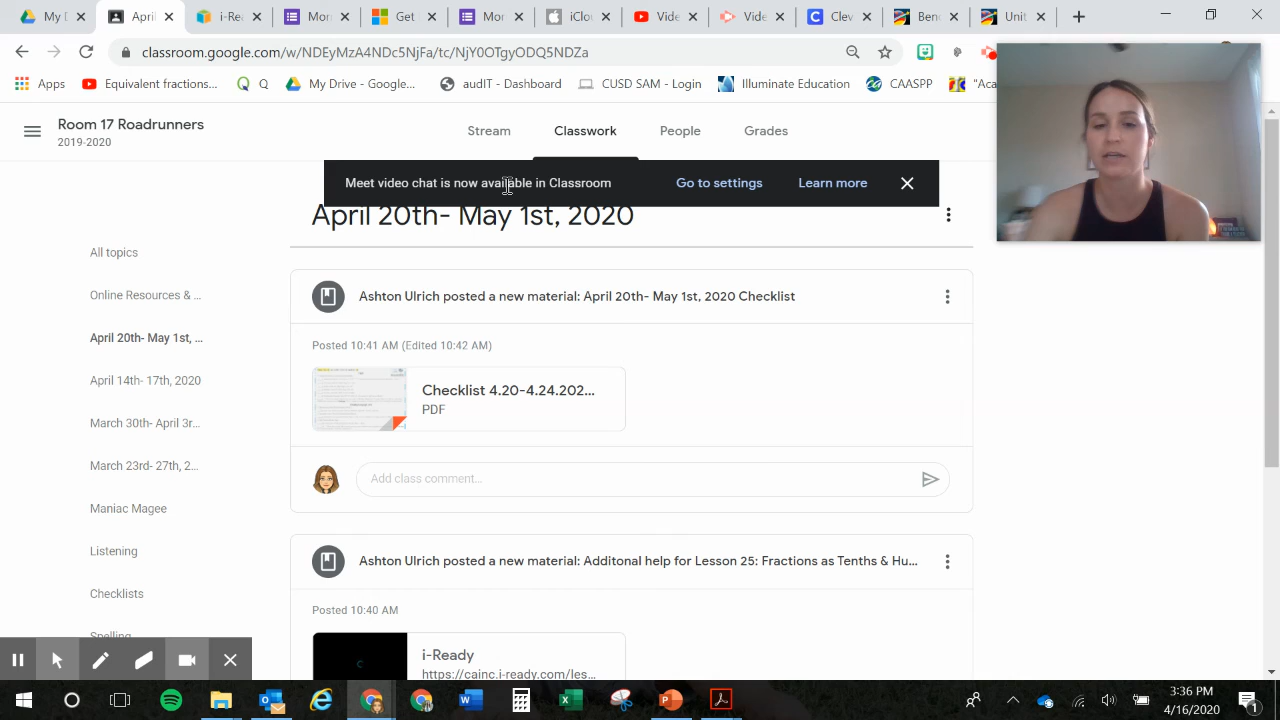 My
April
i-Re
Mor
Get
Mor
iClou
Vide
Vide
Clev
Ben
Unit
classroom.google.com/w/NDEyMzA4NDc5NjFa/tc/NjY0OTgyODQ5NDZa
Apps
Equivalent fractions...
Q
My Drive - Google...
audIT - Dashboard
CUSD SAM - Login
Illuminate Education
CAASPP
Room 17 Roadrunners
2019-2020
Stream
Classwork
People
Grades
Meet video chat is now available in Classroom
Go to settings
Learn more
April 20th- May 1st, 2020
All topics
Online Resources & ...
April 20th- May 1st, ...
April 14th- 17th, 2020
March 30th- April 3r...
March 23rd- 27th, 2...
Maniac Magee
Listening
Checklists
Spelling
Ashton Ulrich posted a new material: April 20th- May 1st, 2020 Checklist
Posted 10:41 AM (Edited 10:42 AM)
Checklist 4.20-4.24.202...
PDF
Add class comment...
Ashton Ulrich posted a new material: Additonal help for Lesson 25: Fractions as Tenths & Hu...
Posted 10:40 AM
i-Ready
https://cainc.i-ready.com/les...
3:36 PM
4/16/2020